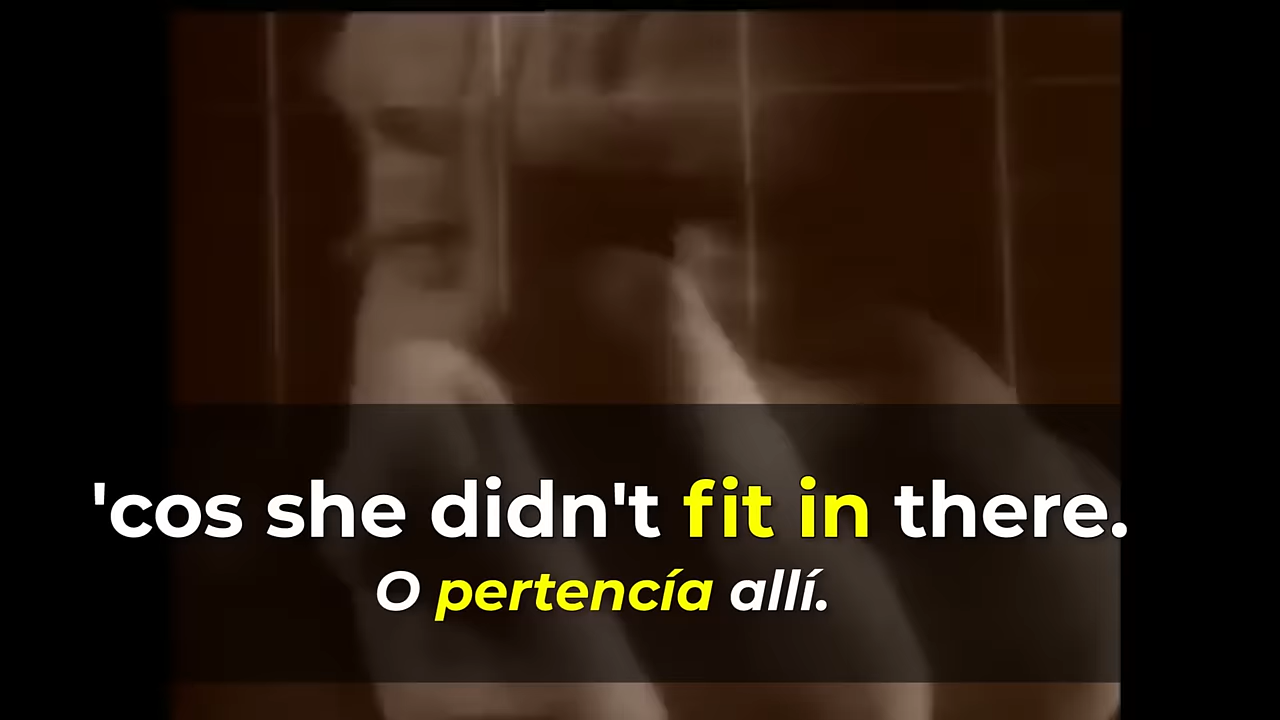 'cos she didn't fit in there.
O pertencía allí.